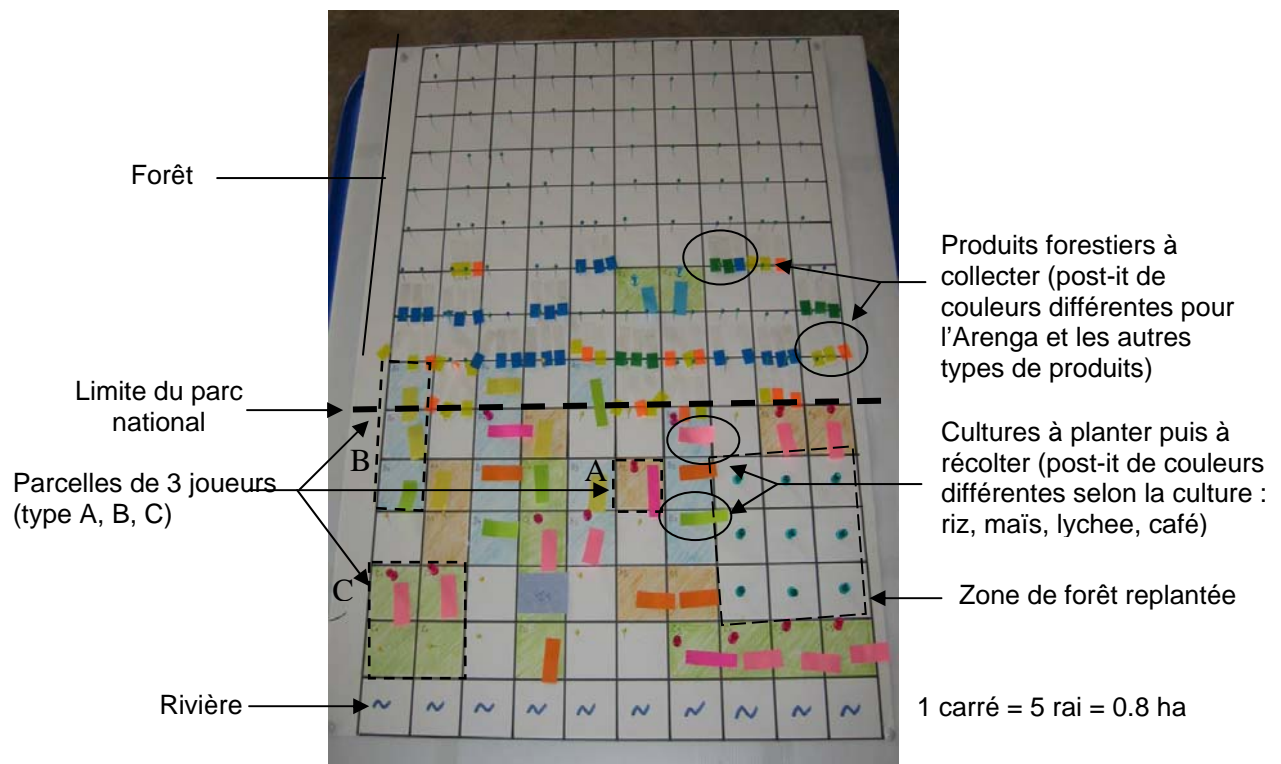 Forêt
Produits forestiers à
collecter (post-it de
couleurs différentes pour
l'Arenga et les autres
types de produits)
Limite du parc
national
B
A
Parcelles de 3 joueurs
(type A, B, C)
Cultures à planter puis à
récolter (post-it de couleurs
différentes selon la culture :
riz, maïs, lychee, café)
C
Zone de forêt replantée
Rivière
1 carré = 5 rai = 0.8 ha